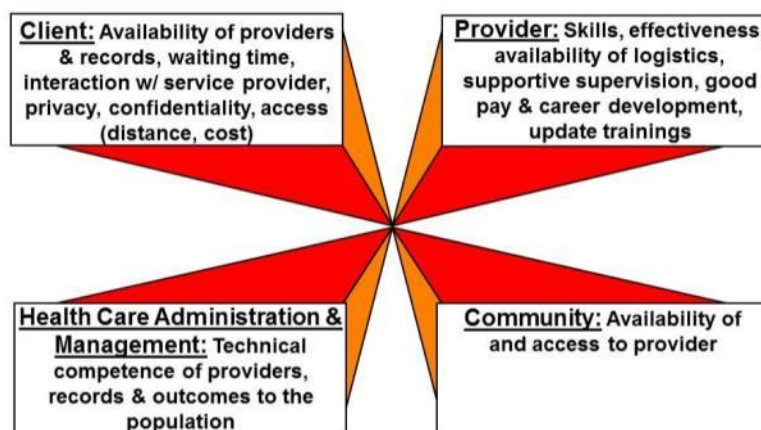 Client: Availability of providers
& records, waiting time,
interaction w/ service provider,
privacy, confidentiality, access
(distance, cost)
Provider: Skills, effectiveness
availability of logistics,
supportive supervision, good
pay & career development,
update trainings
Health Care Administration &
Management: Technical
competence of providers,
records & outcomes to the
population
Community: Availability of
and access to provider